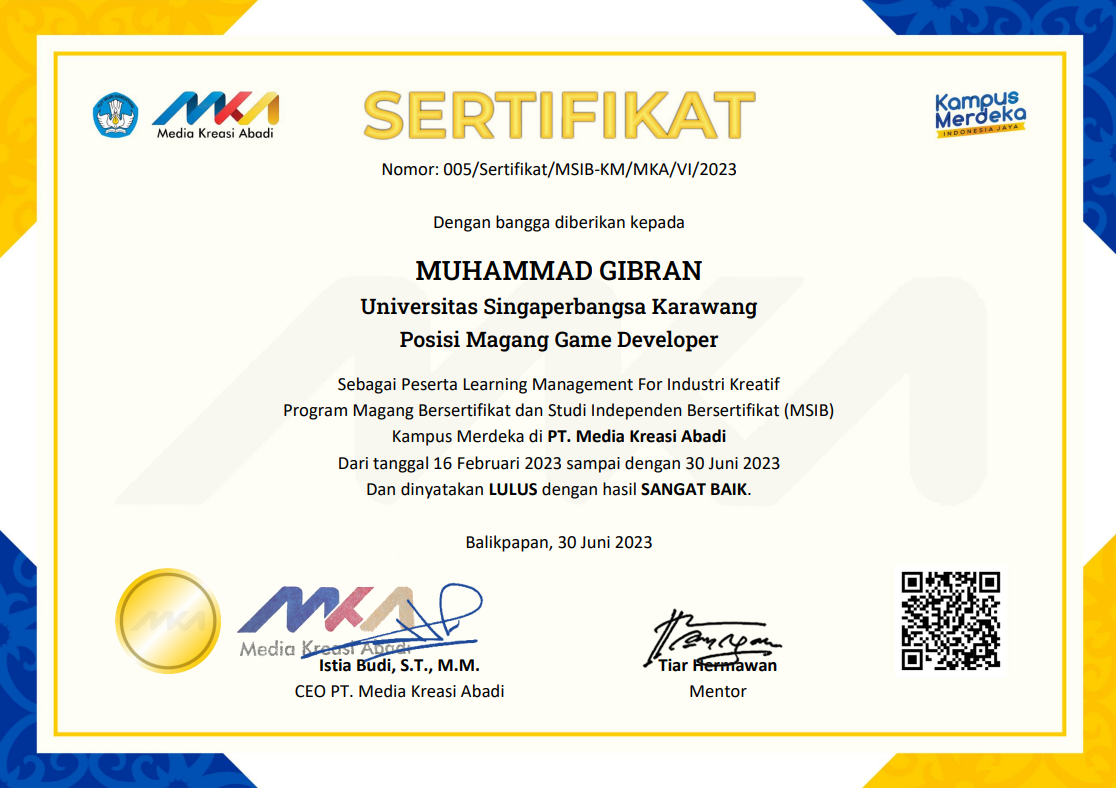 MKA
Media Kreasi Abadi
SERTIFIKAT
Kampus
Merdeka
INDONESIA JAYA
Nomor: 005/Sertifikat/MSIB-KM/MKA/VI/2023
Dengan bangga diberikan kepada
MUHAMMAD GIBRAN
Universitas Singaperbangsa Karawang
Posisi Magang Game Developer
Sebagai Peserta Learning Management For Industri Kreatif
Program Magang Bersertifikat dan Studi Independen Bersertifikat (MSIB)
Kampus Merdeka di PT. Media Kreasi Abadi
Dari tanggal 16 Februari 2023 sampai dengan 30 Juni 2023
Dan dinyatakan LULUS dengan hasil SANGAT BAIK.
Balikpapan, 30 Juni 2023
MKA
MKA
Media Kreasi Abadi
Istia Budi, S.T., M.M.
CEO PT. Media Kreasi Abadi
Tiar Hermawan
Mentor